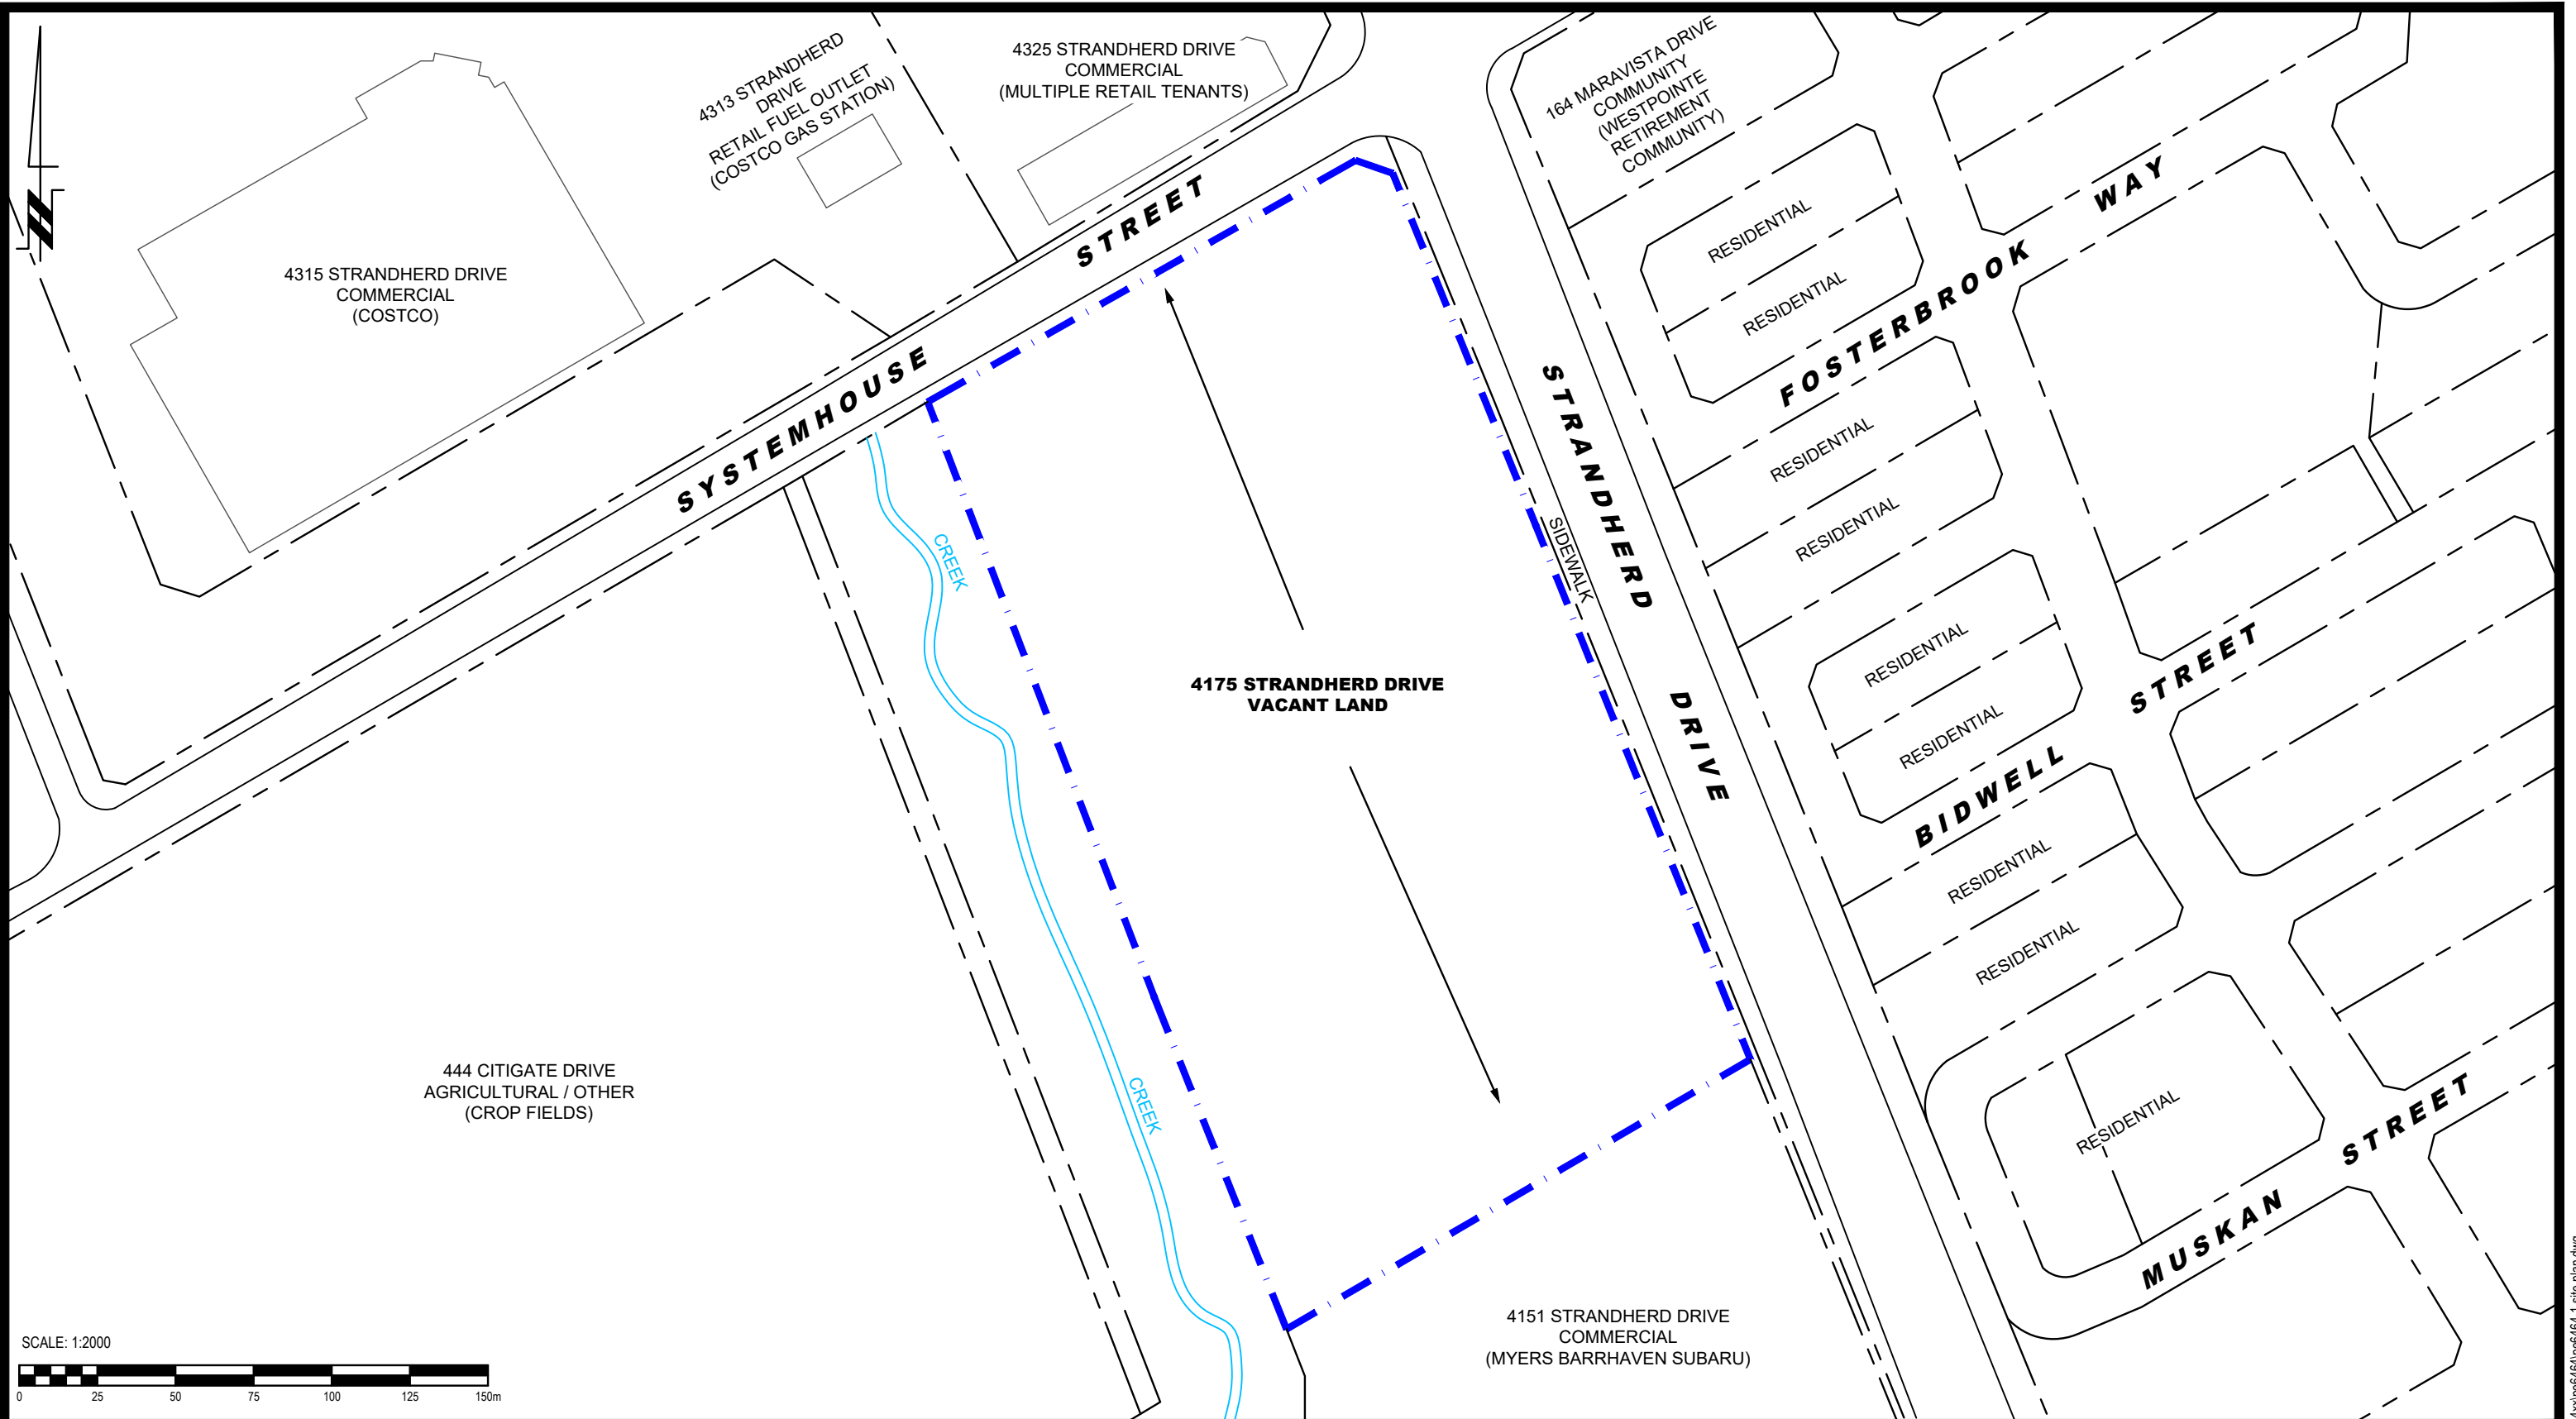 4313 STRANDHERD
DRIVE
RETAIL FUEL OUTLET
(COSTCO GAS STATION)
4325 STRANDHERD DRIVE
COMMERCIAL
(MULTIPLE RETAIL TENANTS)
164 MARAVISTA DRIVE
COMMUNITY
(WESTPOINTE
RETIREMENT
COMMUNITY)
N
4315 STRANDHERD DRIVE
COMMERCIAL
(COSTCO)
SYSTEMHOUSE STREET
RESIDENTIAL
RESIDENTIAL
FOSTERBROOK WAY
STRANDHERD DRIVE
SIDEWALK
RESIDENTIAL
RESIDENTIAL
CREEK
4175 STRANDHERD DRIVE
VACANT LAND
RESIDENTIAL
RESIDENTIAL
BIDWELL STREET
RESIDENTIAL
RESIDENTIAL
444 CITIGATE DRIVE
AGRICULTURAL / OTHER
(CROP FIELDS)
CREEK
RESIDENTIAL
MUSKAN STREET
4151 STRANDHERD DRIVE
COMMERCIAL
(MYERS BARRHAVEN SUBARU)
SCALE: 1:2000
0 25 50 75 100 125 150m